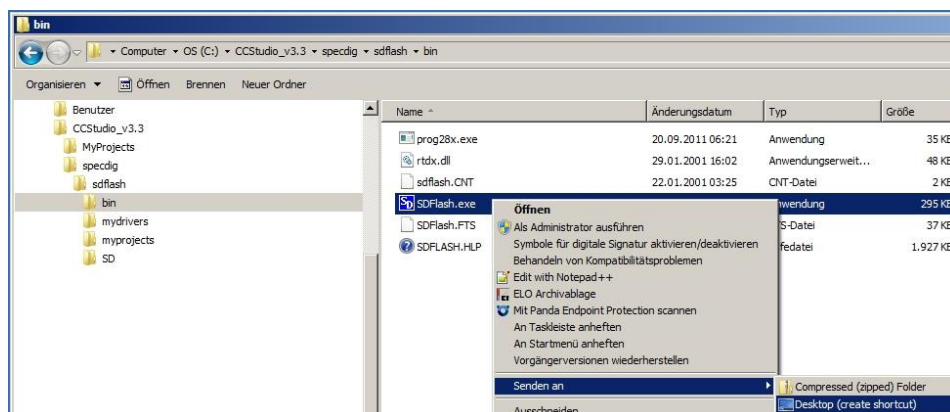 bin
Computer OS (C:) CCStudio_v3.3 specdig sdflash bin
Organisieren Öffnen Brennen Neuer Ordner
Benutzer
CCStudio_v3.3
MyProjects
specdig
sdflash
bin
mydrivers
myprojects
SD
Name Änderungsdatum Typ Größe
prog28x.exe 20.09.2011 06:21 Anwendung 35 KB
rtdx.dll 29.01.2001 16:02 Anwendungserweit... 48 KB
sdflash.CNT 22.01.2001 03:25 CNT-Datei 2 KB
SDFlash.exe nwendung 295 KB
SDFlash.FTS S-Datei 37 KB
SDFLASH.HLP fedatei 1.927 KB
Öffnen
Als Administrator ausführen
Symbole für digitale Signatur aktivieren/deaktivieren
Behandeln von Kompatibilitätsproblemen
Edit with Notepad++
ELO Archivablage
Mit Panda Endpoint Protection scannen
An Taskleiste anheften
An Startmenü anheften
Vorgängerversionen wiederherstellen
Senden an
Ausschneiden
Compressed (zipped) Folder
Desktop (create shortcut)